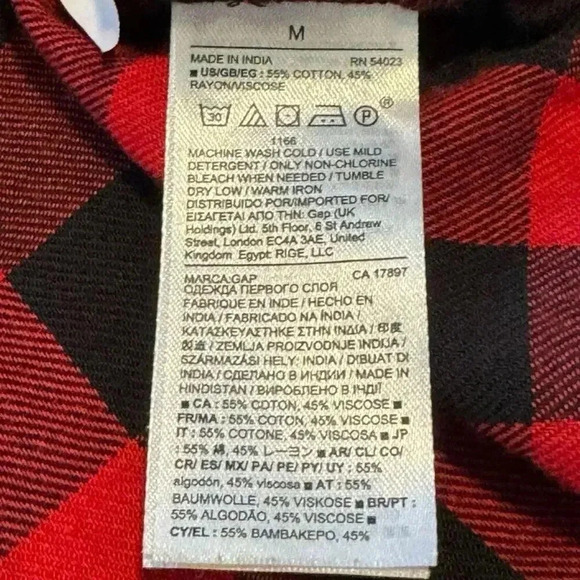 M
MADE IN INDIA RN 54023
■ US/GB/EG : 55% COTTON, 45%
RAYON/VISCOSE
30 P ®
1166
MACHINE WASH COLD / USE MILD
DETERGENT / ONLY NON-CHLORINE
BLEACH WHEN NEEDED / TUMBLE
DRY LOW / WARM IRON
DISTRIBUIDO POR/IMPORTED FOR/
ΕΙΣΑΓΕΤΑΙ ΑΠΟ ΤΗΝ: Gap (UK
Holdings) Ltd. 5th Floor, 6 St Andrew
Street, London EC4A 3AE, United
Kingdom Egypt: RIGE, LLC
MARCA:GAP CA 17897
ОДЕЖДА ПЕРВОГО СЛОЯ
FABRIQUE EN INDE / HECHO EN
INDIA / FABRICADO NA ÍNDIA /
ΚΑΤΑΣΚΕΥΑΣΤΗΚΕ ΣΤΗΝ ΙΝΔΙΑ / 印度
製造 / ZEMLJA PROIZVODNJE INDIJA /
SZÁRMAZÁSI HELY: INDIA / DIBUAT DI
INDIA / СДЕЛАНО В ИНДИИ / MADE IN
HINDISTAN / ВИРОБЛЕНО В ІНДІЇ
■ CA : 55% COTON, 45% VISCOSE ■
FR/MA : 55% COTON, 45% VISCOSE ■
IT : 55% COTONE, 45% VISCOSA ■ JP
: 55% 綿, 45% レーヨン ■ AR/ CL/ CO/
CR/ ES/ MX/ PA/ PE/ PY/ UY : 55%
algodón, 45% viscosa ■ AT : 55%
BAUMWOLLE, 45% VISKOSE ■ BR/PT :
55% ALGODÃO, 45% VISCOSE ■
CY/EL : 55% ΒΑΜΒΑΚΕΡΟ, 45%